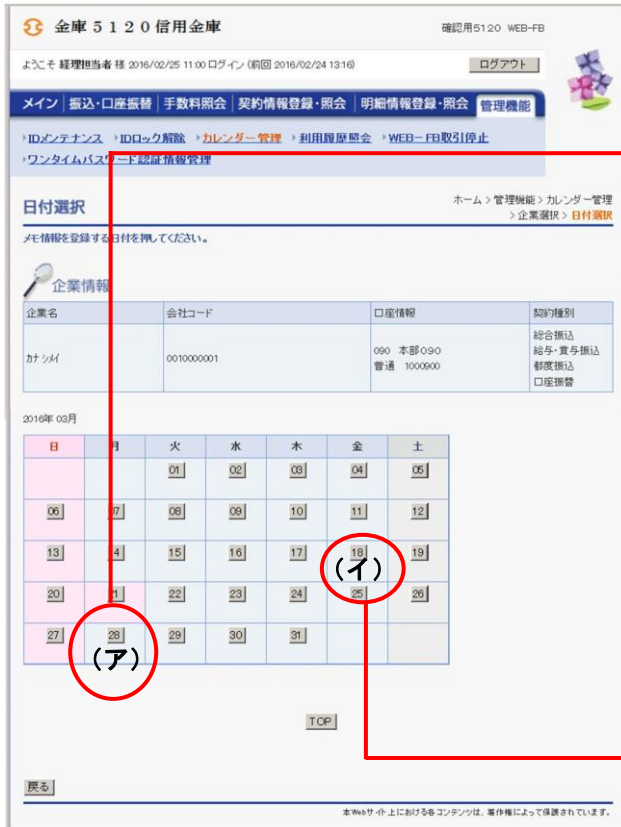 金庫５１２０信用金庫
確認用5120 WEB-FB
ようこそ 経理担当者 様 2016/02/25 11:00 ログイン (前回 2016/02/24 13:16)
ログアウト
メイン 振込・口座振替 手数料照会 契約情報登録・照会 明細情報登録・照会 管理機能
IDメンテナンス IDロック解除 カレンダー管理 利用履歴照会 WEB－FB取引停止
ワンタイムパスワード認証情報管理
日付選択
ホーム > 管理機能 > カレンダー管理
> 企業選択 > 日付選択
メモ情報を登録する日付を押してください。
企業情報
企業名 会社コード 口座情報 契約種別
カナ シメイ 0010000001 090 本部090 普通 1000900 総合振込 給与・賞与振込 都度振込 口座振替
2016年 03月
日 月 火 水 木 金 土
01 02 03 04 05
06 07 08 09 10 11 12
13 14 15 16 17 18 19
(イ)
20 21 22 23 24 25 26
27 28 29 30 31
(ア)
TOP
戻る
本Webサイト上における各コンテンツは、著作権によって保護されています。